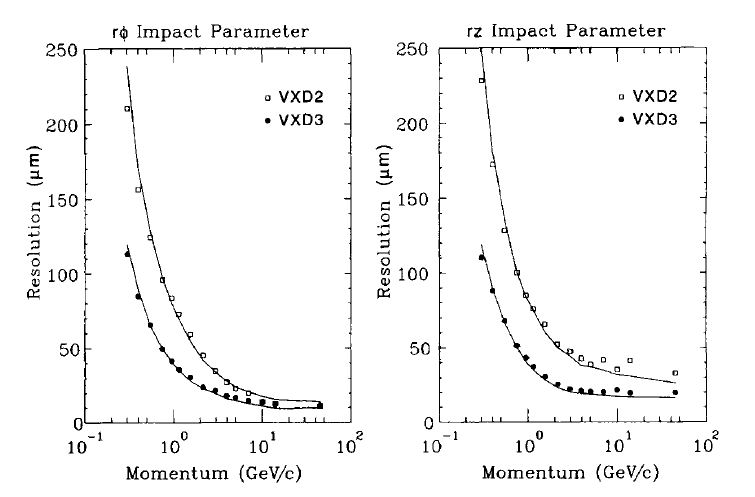 rϕ Impact Parameter
250
200
150
100
50
0
Resolution (μm)
VXD2
VXD3
10⁻¹
10⁰
10¹
10²
Momentum (GeV/c)
rz Impact Parameter
250
200
150
100
50
0
Resolution (μm)
VXD2
VXD3
10⁻¹
10⁰
10¹
10²
Momentum (GeV/c)